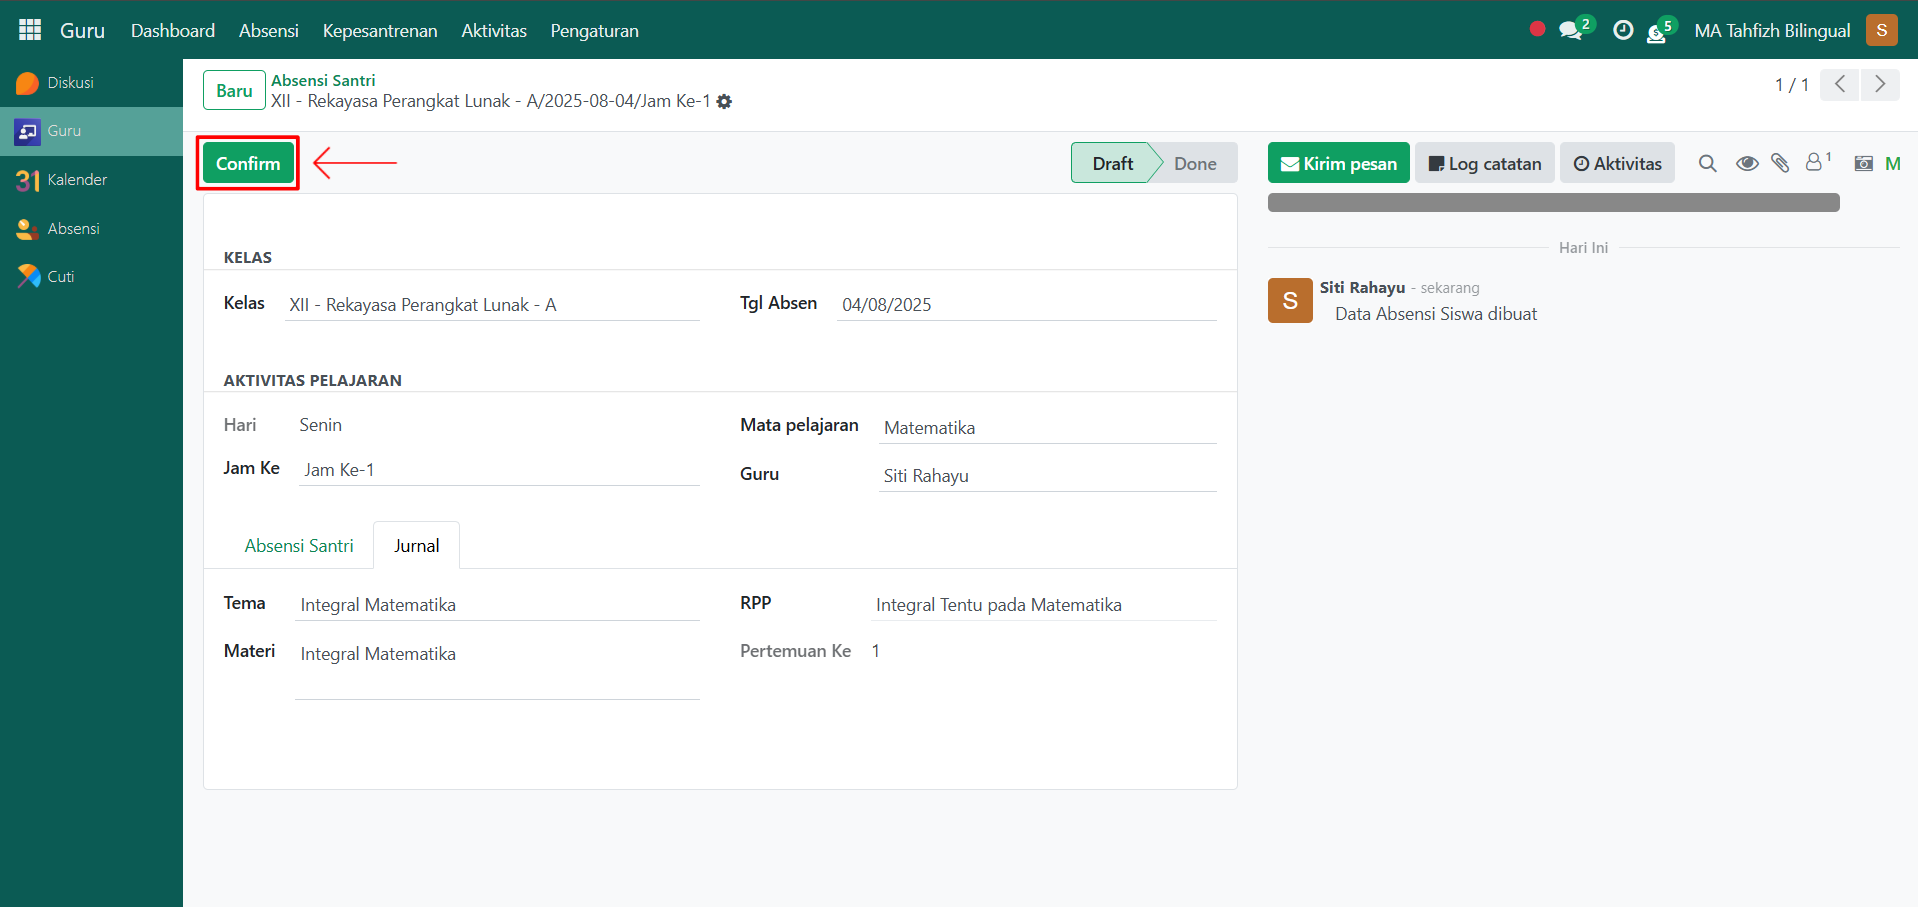 Guru Dashboard Absensi Kepesantrenan Aktivitas Pengaturan 2 5 MA Tahfizh Bilingual S
Diskusi
Guru
31 Kalender
Absensi
Cuti
Baru
Absensi Santri
XII - Rekayasa Perangkat Lunak - A/2025-08-04/Jam Ke-1
1 / 1
Confirm
Draft Done
Kirim pesan Log catatan Aktivitas 1 M
KELAS
Kelas XII - Rekayasa Perangkat Lunak - A
Tgl Absen 04/08/2025
AKTIVITAS PELAJARAN
Hari Senin
Mata pelajaran Matematika
Jam Ke Jam Ke-1
Guru Siti Rahayu
Absensi Santri Jurnal
Tema Integral Matematika
RPP Integral Tentu pada Matematika
Materi Integral Matematika
Pertemuan Ke 1
Hari Ini
S
Siti Rahayu - sekarang
Data Absensi Siswa dibuat